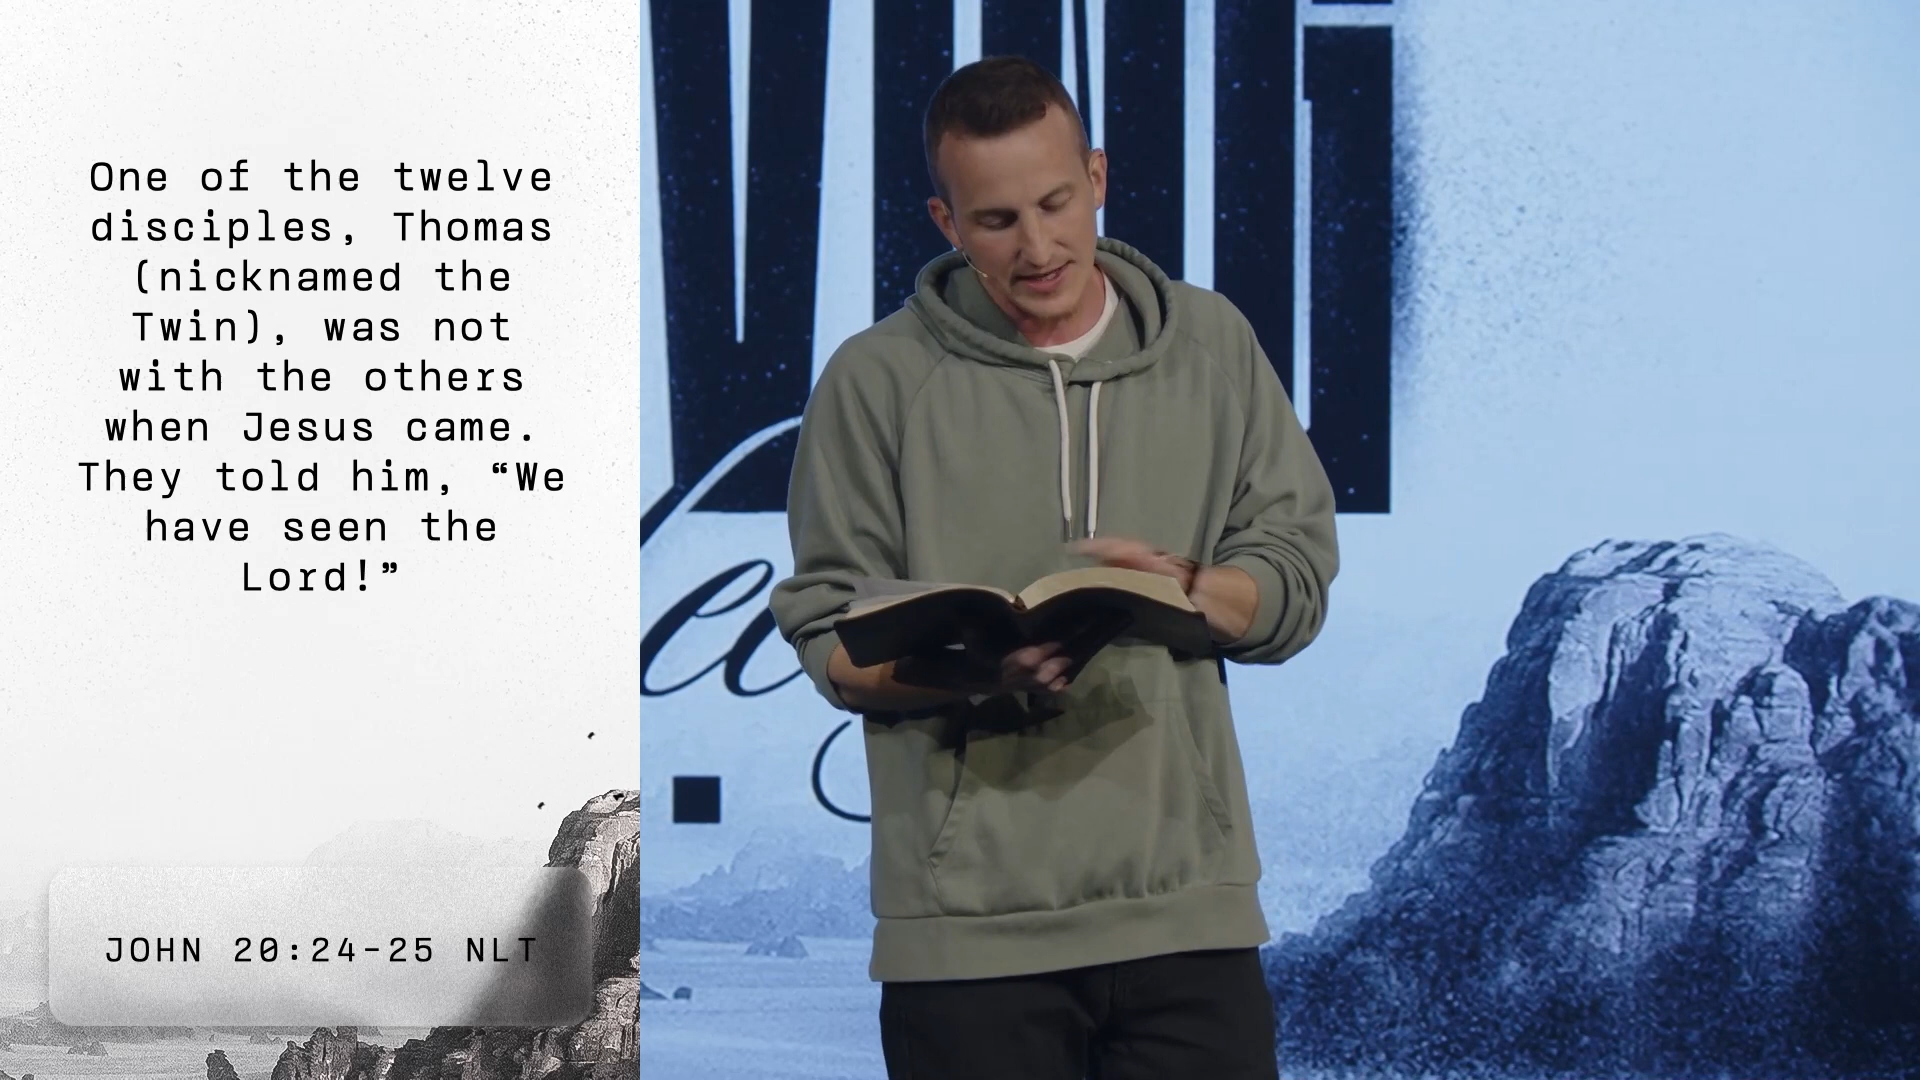 One of the twelve
disciples, Thomas
(nicknamed the
Twin), was not
with the others
when Jesus came.
They told him, “We
have seen the
Lord!”
JOHN 20:24-25 NLT